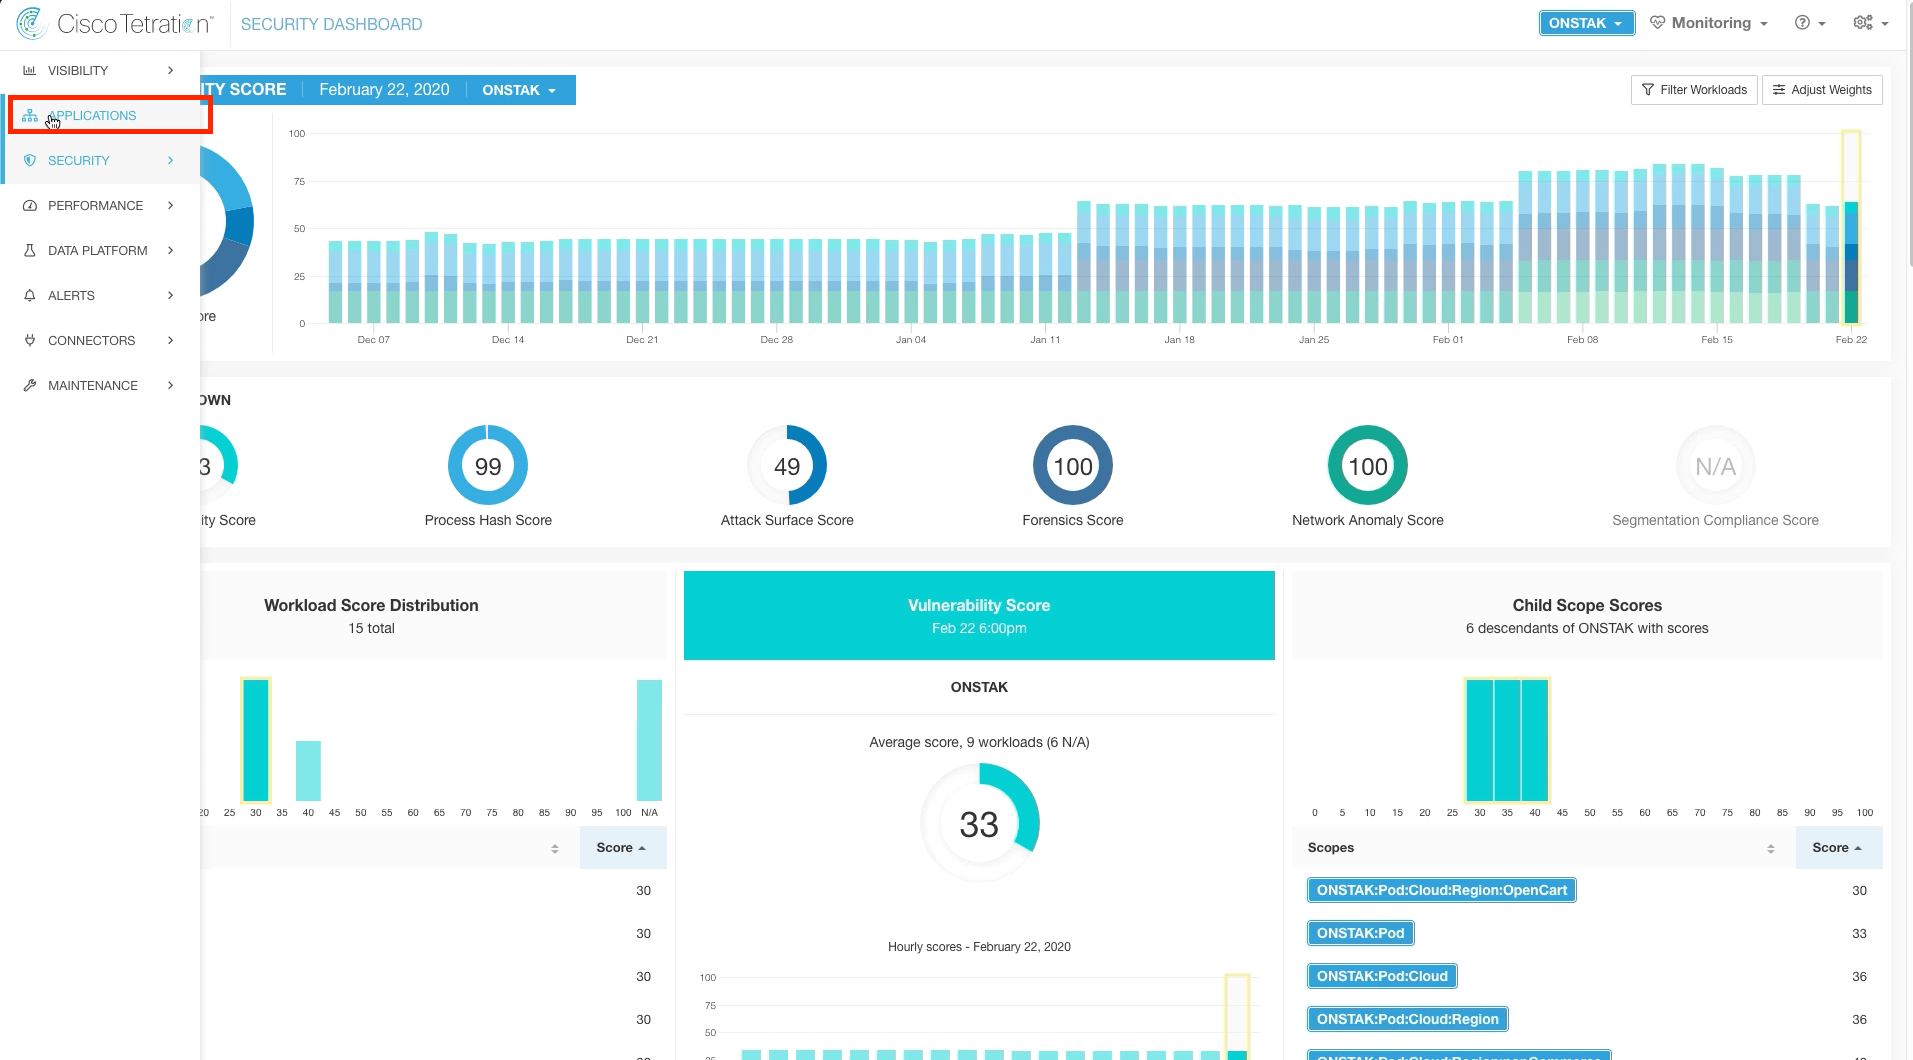 Cisco Tetration™
SECURITY DASHBOARD
ONSTAK
Monitoring
VISIBILITY
APPLICATIONS
SECURITY
PERFORMANCE
DATA PLATFORM
ALERTS
CONNECTORS
MAINTENANCE
ITY SCORE
February 22, 2020
ONSTAK
Filter Workloads
Adjust Weights
ore
100
75
50
25
0
Dec 07 Dec 14 Dec 21 Dec 28 Jan 04 Jan 11 Jan 18 Jan 25 Feb 01 Feb 08 Feb 15 Feb 22
OWN
3
ity Score
99
Process Hash Score
49
Attack Surface Score
100
Forensics Score
100
Network Anomaly Score
N/A
Segmentation Compliance Score
Workload Score Distribution
15 total
20 25 30 35 40 45 50 55 60 65 70 75 80 85 90 95 100 N/A
Score
30
30
30
30
Vulnerability Score
Feb 22 6:00pm
ONSTAK
Average score, 9 workloads (6 N/A)
33
Hourly scores - February 22, 2020
100
75
50
25
Child Scope Scores
6 descendants of ONSTAK with scores
0 5 10 15 20 25 30 35 40 45 50 55 60 65 70 75 80 85 90 95 100
Scopes Score
ONSTAK:Pod:Cloud:Region:OpenCart 30
ONSTAK:Pod 33
ONSTAK:Pod:Cloud 36
ONSTAK:Pod:Cloud:Region 36